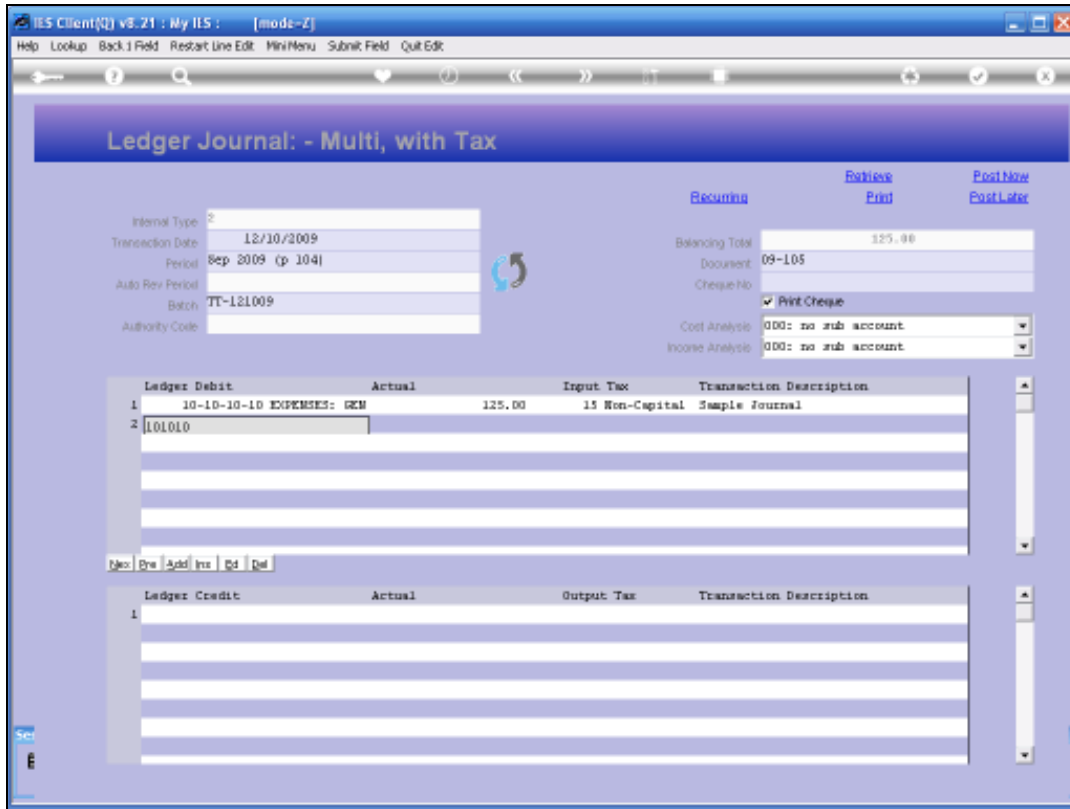 IES Client(Q) v8.21 : My IES : [mode-Z]
Help Lookup Back 1 Field Restart Line Edit MiniMenu Submit Field Quit Edit
Ledger Journal: - Multi, with Tax
Retrieve Post Now
Recurring Print Post Later
Internal Type 2
Transaction Date 12/10/2009 Balancing Total 125.00
Period Sep 2009 (p 104) Document 09-105
Auto Rev Period Cheque No
Batch TT-121009 Print Cheque
Authority Code Cost Analysis 000: no sub account
Income Analysis 000: no sub account
Ledger Debit Actual Input Tax Transaction Description
1 10-10-10-10 EXPENSES: GEN 125.00 15 Non-Capital Sample Journal
2 101010
Nex Pre Add Ins Ed Del
Ledger Credit Actual Output Tax Transaction Description
1